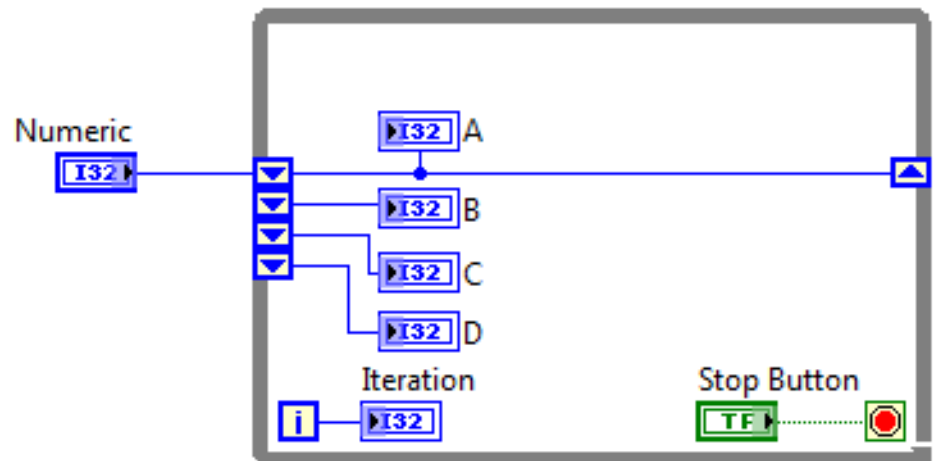 Numeric
I32
I32 A
I32 B
I32 C
I32 D
Iteration
i I32
Stop Button
TF